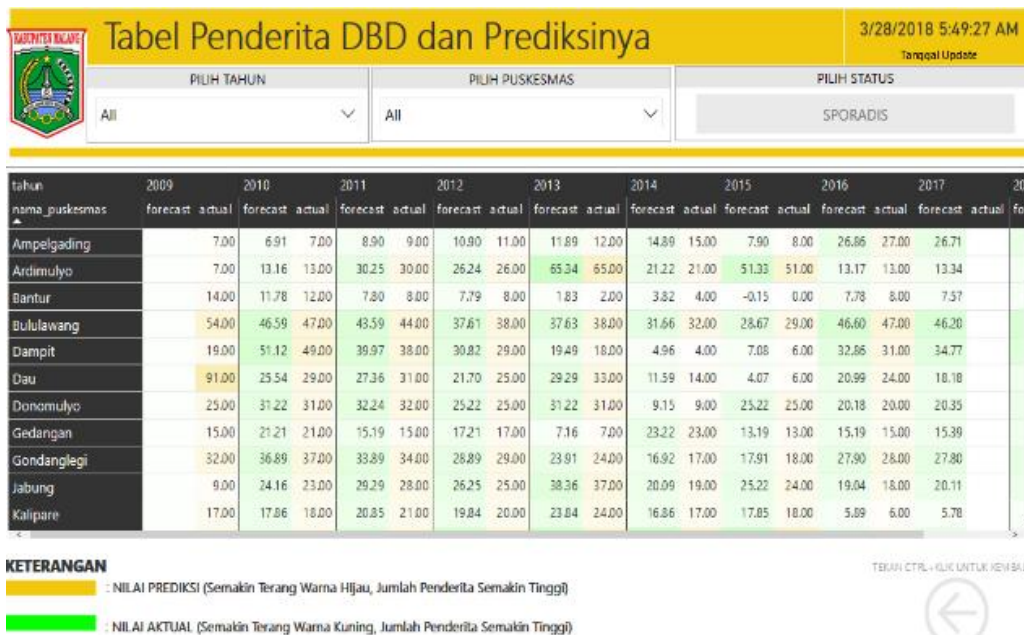 KABUPATEN MALANG
Tabel Penderita DBD dan Prediksinya
3/28/2018 5:49:27 AM
Tanggal Update
PILIH TAHUN
PILIH PUSKESMAS
PILIH STATUS
All
All
SPORADIS
tahun 2009 2010 2011 2012 2013 2014 2015 2016 2017
nama_puskesmas forecast actual forecast actual forecast actual forecast actual forecast actual forecast actual forecast actual forecast actual forecast actual
Ampelgading 7.00 6.91 7.00 8.90 9.00 10.90 11.00 11.89 12.00 14.89 15.00 7.90 8.00 26.86 27.00 26.71
Ardimulyo 7.00 13.16 13.00 30.25 30.00 26.24 26.00 65.34 65.00 21.22 21.00 51.33 51.00 13.17 13.00 13.34
Bantur 14.00 11.78 12.00 7.80 8.00 7.79 8.00 1.83 2.00 3.82 4.00 -0.15 0.00 7.78 8.00 7.57
Bululawang 54.00 46.59 47.00 43.59 44.00 37.61 38.00 37.63 38.00 31.66 32.00 28.67 29.00 46.60 47.00 46.20
Dampit 19.00 51.12 49.00 39.97 38.00 30.82 29.00 19.49 18.00 4.96 4.00 7.08 6.00 32.86 31.00 34.77
Dau 91.00 25.54 29.00 27.36 31.00 21.70 25.00 29.29 33.00 11.59 14.00 4.07 6.00 20.99 24.00 18.18
Donomulyo 25.00 31.22 31.00 32.24 32.00 25.22 25.00 31.22 31.00 9.15 9.00 25.22 25.00 20.18 20.00 20.35
Gedangan 15.00 21.21 21.00 15.19 15.00 17.21 17.00 7.16 7.00 23.22 23.00 13.19 13.00 15.19 15.00 15.39
Gondanglegi 32.00 36.89 37.00 33.89 34.00 28.89 29.00 23.91 24.00 16.92 17.00 17.91 18.00 27.90 28.00 27.80
Jabung 9.00 24.16 23.00 29.29 28.00 26.25 25.00 38.36 37.00 20.09 19.00 25.22 24.00 19.04 18.00 20.11
Kalipare 17.00 17.86 18.00 20.85 21.00 19.84 20.00 23.84 24.00 16.86 17.00 17.85 18.00 5.89 6.00 5.78
KETERANGAN
: NILAI PREDIKSI (Semakin Terang Warna Hijau, Jumlah Penderita Semakin Tinggi)
: NILAI AKTUAL (Semakin Terang Warna Kuning, Jumlah Penderita Semakin Tinggi)
TEKAN CTRL + KLIK UNTUK